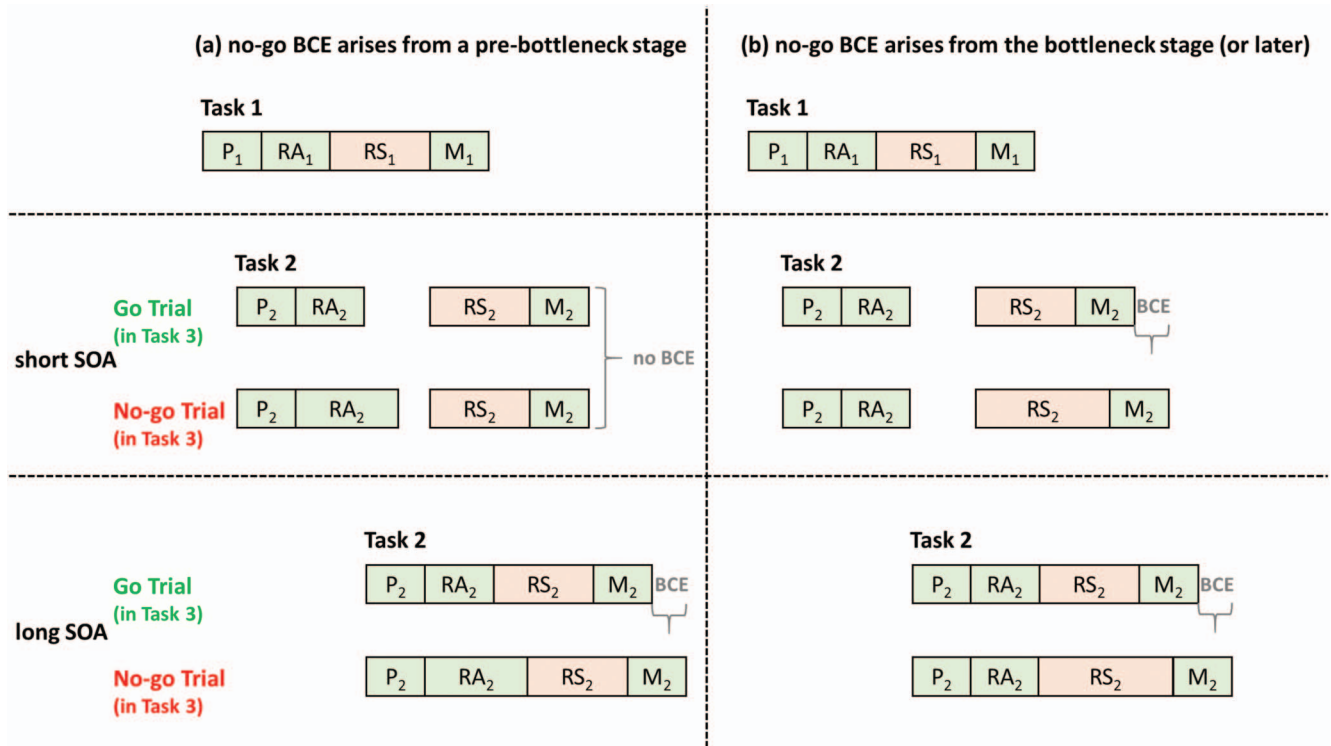 (a) no-go BCE arises from a pre-bottleneck stage
(b) no-go BCE arises from the bottleneck stage (or later)
Task 1
P₁ RA₁ RS₁ M₁
Task 1
P₁ RA₁ RS₁ M₁
short SOA
Go Trial
(in Task 3)
Task 2
P₂ RA₂ RS₂ M₂
No-go Trial
(in Task 3)
P₂ RA₂ RS₂ M₂
no BCE
Task 2
P₂ RA₂ RS₂ M₂
BCE
P₂ RA₂ RS₂ M₂
long SOA
Go Trial
(in Task 3)
Task 2
P₂ RA₂ RS₂ M₂
BCE
No-go Trial
(in Task 3)
P₂ RA₂ RS₂ M₂
Task 2
P₂ RA₂ RS₂ M₂
BCE
P₂ RA₂ RS₂ M₂